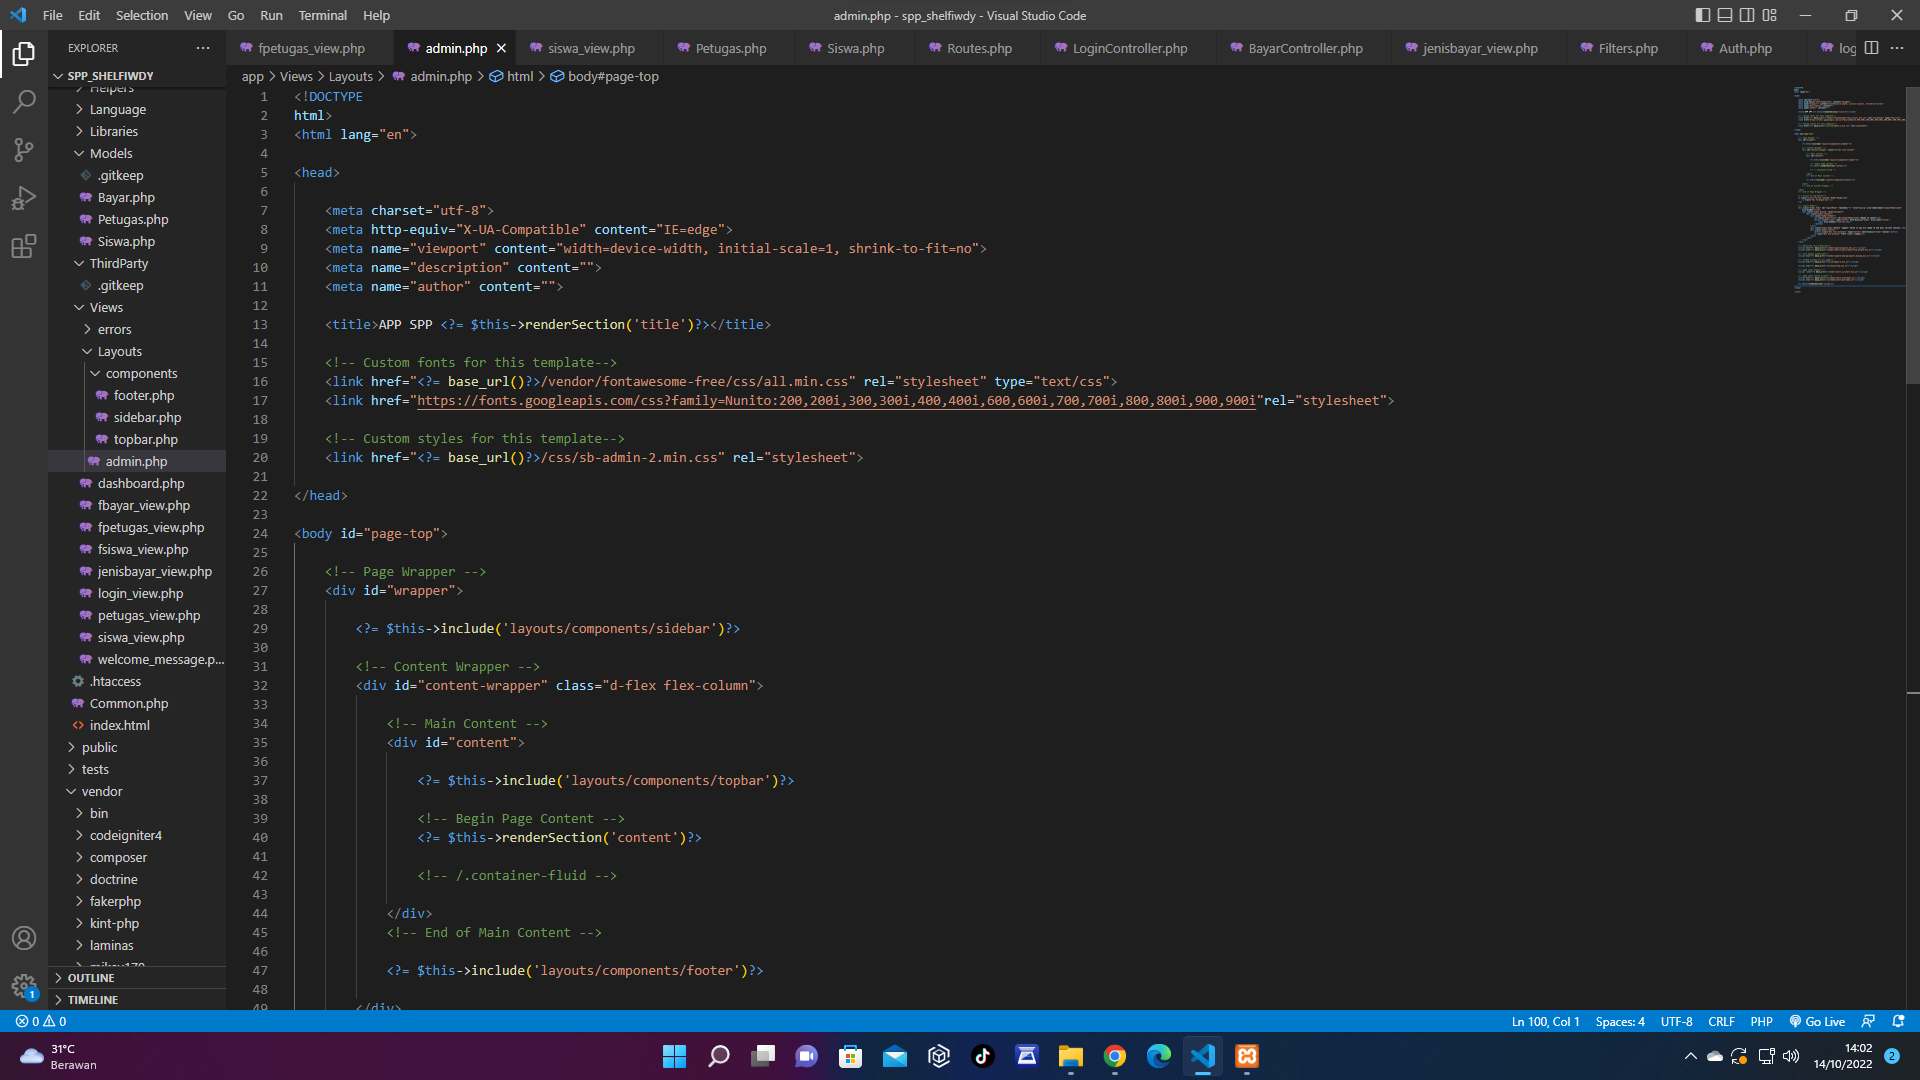 File Edit Selection View Go Run Terminal Help
admin.php - spp_shelfiwdy - Visual Studio Code
EXPLORER
SPP_SHELFIWDY
Helpers
Language
Libraries
Models
.gitkeep
Bayar.php
Petugas.php
Siswa.php
ThirdParty
.gitkeep
Views
errors
Layouts
components
footer.php
sidebar.php
topbar.php
admin.php
dashboard.php
fbayar_view.php
fpetugas_view.php
fsiswa_view.php
jenisbayar_view.php
login_view.php
petugas_view.php
siswa_view.php
welcome_message.p...
.htaccess
Common.php
index.html
public
tests
vendor
bin
codeigniter4
composer
doctrine
fakerphp
kint-php
laminas
OUTLINE
TIMELINE
fpetugas_view.php admin.php siswa_view.php Petugas.php Siswa.php Routes.php LoginController.php BayarController.php jenisbayar_view.php Filters.php Auth.php log
app > Views > Layouts > admin.php > html > body#page-top
1 <!DOCTYPE
2 html>
3 <html lang="en">
4
5 <head>
6
7 <meta charset="utf-8">
8 <meta http-equiv="X-UA-Compatible" content="IE=edge">
9 <meta name="viewport" content="width=device-width, initial-scale=1, shrink-to-fit=no">
10 <meta name="description" content="">
11 <meta name="author" content="">
12
13 <title>APP SPP <?= $this->renderSection('title')?></title>
14
15 <!-- Custom fonts for this template-->
16 <link href="<?= base_url()?>/vendor/fontawesome-free/css/all.min.css" rel="stylesheet" type="text/css">
17 <link href="https://fonts.googleapis.com/css?family=Nunito:200,200i,300,300i,400,400i,600,600i,700,700i,800,800i,900,900i"rel="stylesheet">
18
19 <!-- Custom styles for this template-->
20 <link href="<?= base_url()?>/css/sb-admin-2.min.css" rel="stylesheet">
21
22 </head>
23
24 <body id="page-top">
25
26 <!-- Page Wrapper -->
27 <div id="wrapper">
28
29 <?= $this->include('layouts/components/sidebar')?>
30
31 <!-- Content Wrapper -->
32 <div id="content-wrapper" class="d-flex flex-column">
33
34 <!-- Main Content -->
35 <div id="content">
36
37 <?= $this->include('layouts/components/topbar')?>
38
39 <!-- Begin Page Content -->
40 <?= $this->renderSection('content')?>
41
42 <!-- /.container-fluid -->
43
44 </div>
45 <!-- End of Main Content -->
46
47 <?= $this->include('layouts/components/footer')?>
48
49 </div>
1
0 0
Ln 100, Col 1 Spaces: 4 UTF-8 CRLF PHP Go Live
31°C
Berawan
14:02
14/10/2022
2